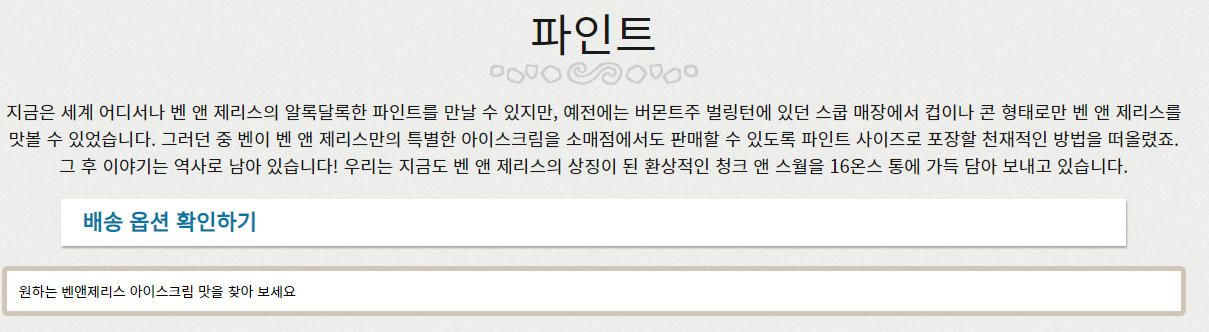 파인트
지금은 세계 어디서나 벤 앤 제리스의 알록달록한 파인트를 만날 수 있지만, 예전에는 버몬트주 벌링턴에 있던 스쿱 매장에서 컵이나 콘 형태로만 벤 앤 제리스를
맛볼 수 있었습니다. 그러던 중 벤이 벤 앤 제리스만의 특별한 아이스크림을 소매점에서도 판매할 수 있도록 파인트 사이즈로 포장할 천재적인 방법을 떠올렸죠.
그 후 이야기는 역사로 남아 있습니다! 우리는 지금도 벤 앤 제리스의 상징이 된 환상적인 청크 앤 스월을 16온스 통에 가득 담아 보내고 있습니다.
배송 옵션 확인하기
원하는 벤앤제리스 아이스크림 맛을 찾아 보세요